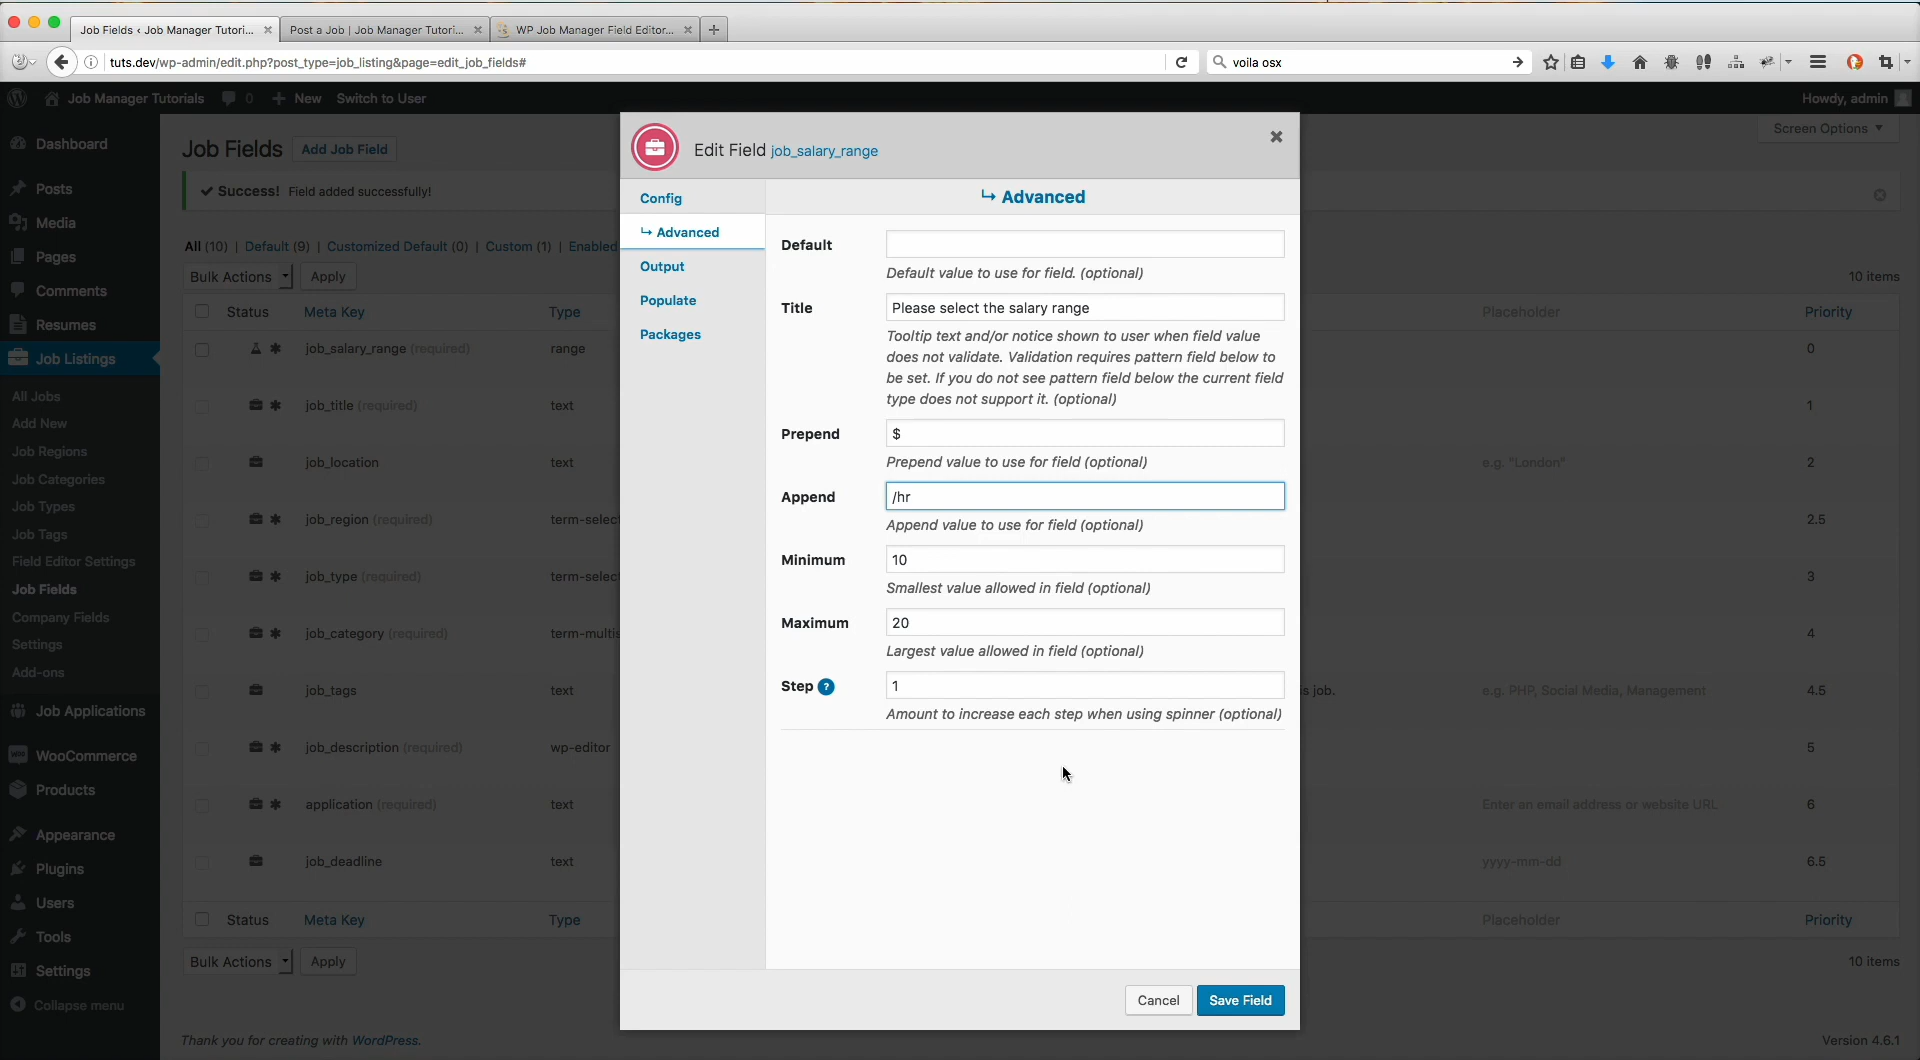 Job Fields ‹ Job Manager Tutori...
Post a Job | Job Manager Tutori...
WP Job Manager Field Editor...
tuts.dev/wp-admin/edit.php?post_type=job_listing&page=edit_job_fields#
voila osx
Job Manager Tutorials
0
New
Switch to User
Howdy, admin
Dashboard
Posts
Media
Pages
Comments
Resumes
Job Listings
All Jobs
Add New
Job Regions
Job Categories
Job Types
Job Tags
Field Editor Settings
Job Fields
Company Fields
Settings
Add-ons
Job Applications
WooCommerce
Products
Appearance
Plugins
Users
Tools
Settings
Collapse menu
Job Fields
Add Job Field
Screen Options
Success! Field added successfully!
All (10) | Default (9) | Customized Default (0) | Custom (1) | Enabled
Bulk Actions
Apply
10 items
Status Meta Key Type Placeholder Priority
job_salary_range (required) range 0
job_title (required) text 1
job_location text e.g. "London" 2
job_region (required) term-select 2.5
job_type (required) term-select 3
job_category (required) term-multis 4
job_tags text s job. e.g. PHP, Social Media, Management 4.5
job_description (required) wp-editor 5
application (required) text Enter an email address or website URL 6
job_deadline text yyyy-mm-dd 6.5
Status Meta Key Type Placeholder Priority
Bulk Actions
Apply
10 items
Thank you for creating with WordPress.
Version 4.6.1
Edit Field job_salary_range
Config
Advanced
Output
Populate
Packages
Advanced
Default
Default value to use for field. (optional)
Title
Please select the salary range
Tooltip text and/or notice shown to user when field value
does not validate. Validation requires pattern field below to
be set. If you do not see pattern field below the current field
type does not support it. (optional)
Prepend
$
Prepend value to use for field (optional)
Append
/hr
Append value to use for field (optional)
Minimum
10
Smallest value allowed in field (optional)
Maximum
20
Largest value allowed in field (optional)
Step ?
1
Amount to increase each step when using spinner (optional)
Cancel
Save Field